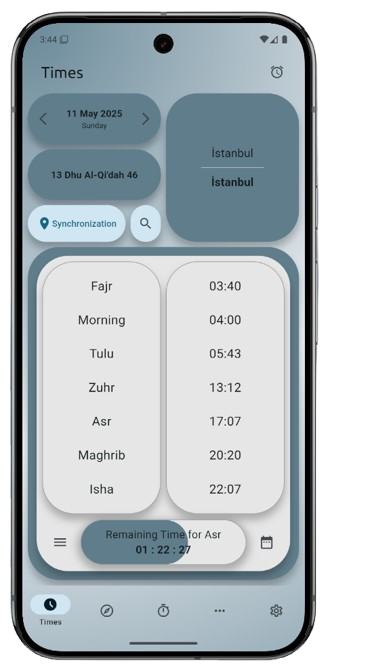 3:44
Times
11 May 2025
Sunday
İstanbul
İstanbul
13 Dhu Al-Qi'dah 46
Synchronization
Fajr 03:40
Morning 04:00
Tulu 05:43
Zuhr 13:12
Asr 17:07
Maghrib 20:20
Isha 22:07
Remaining Time for Asr
01 : 22 : 27
Times